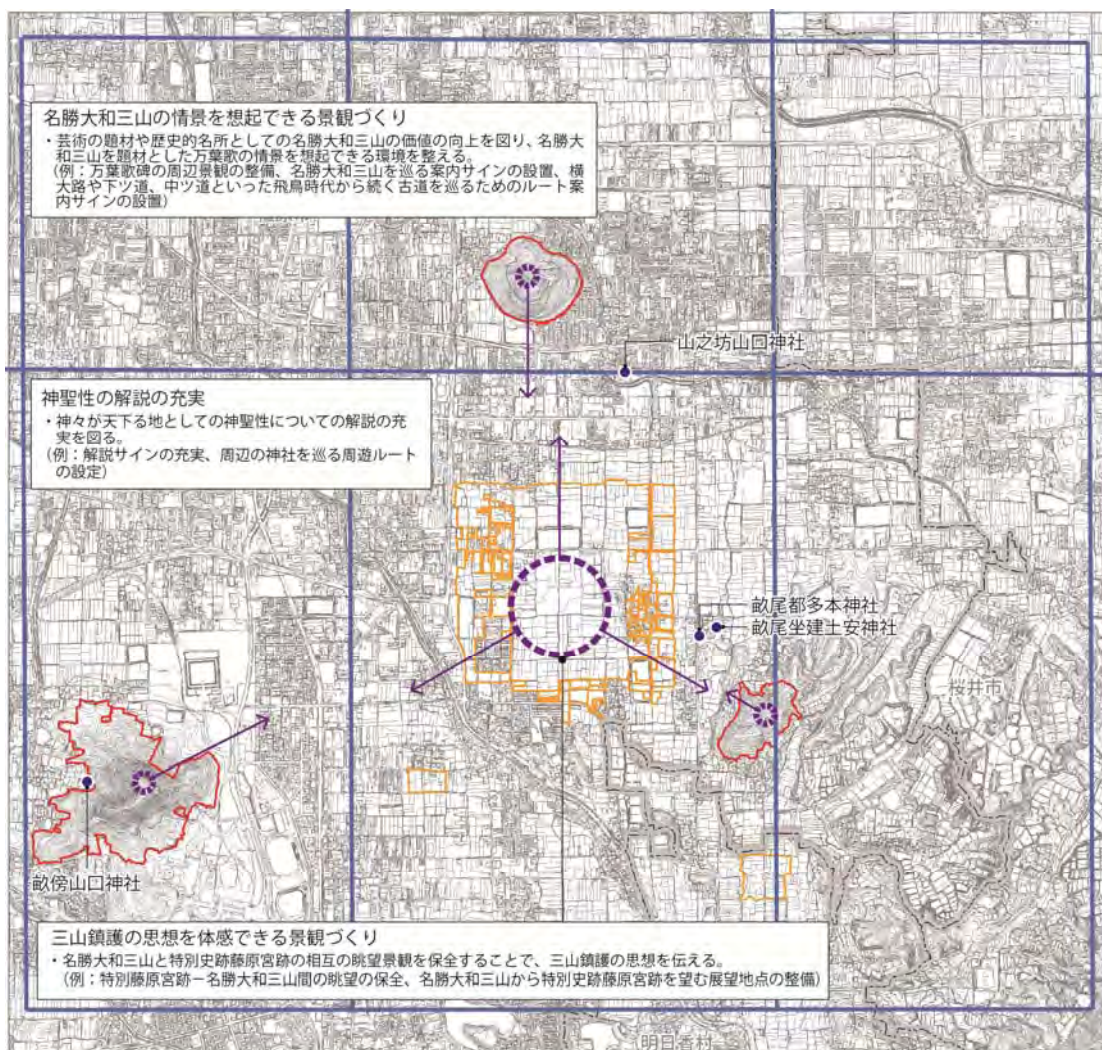 名勝大和三山の情景を想起できる景観づくり
・芸術の題材や歴史的名所としての名勝大和三山の価値の向上を図り、名勝大
和三山を題材とした万葉歌の情景を想起できる環境を整える。
(例：万葉歌碑の周辺景観の整備、名勝大和三山を巡る案内サインの設置、横
大路や下ツ道、中ツ道といった飛鳥時代から続く古道を巡るためのルート案
内サインの設置)
山之坊山口神社
横大路
神聖性の解説の充実
・神々が天下る地としての神聖性についての解説の充
実を図る。
(例：解説サインの充実、周辺の神社を巡る周遊ルート
の設定)
畝尾都多本神社
畝尾坐建土安神社
桜井市
畝傍山口神社
三山鎮護の思想を体感できる景観づくり
・名勝大和三山と特別史跡藤原宮跡の相互の眺望景観を保全することで、三山鎮護の思想を伝える。
(例：特別藤原宮跡－名勝大和三山間の眺望の保全、名勝大和三山から特別史跡藤原宮跡を望む展望地点の整備)
明日香村